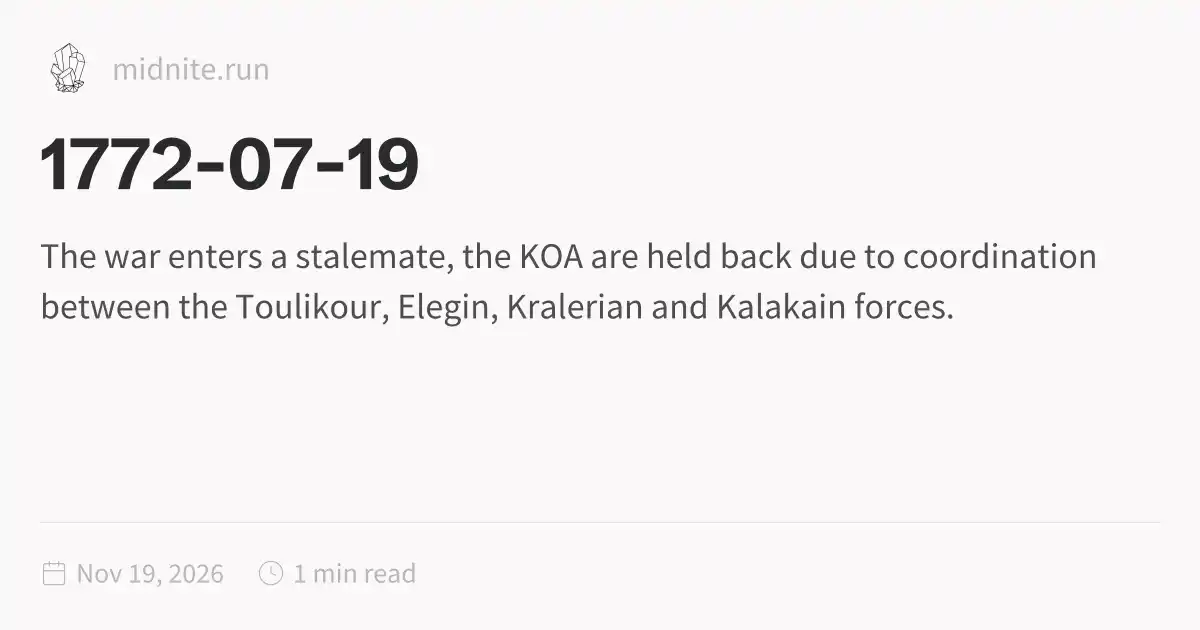 midnite.run
1772-07-19
The war enters a stalemate, the KOA are held back due to coordination
between the Toulikour, Elegin, Kralerian and Kalakain forces.
Nov 19, 2026 1 min read